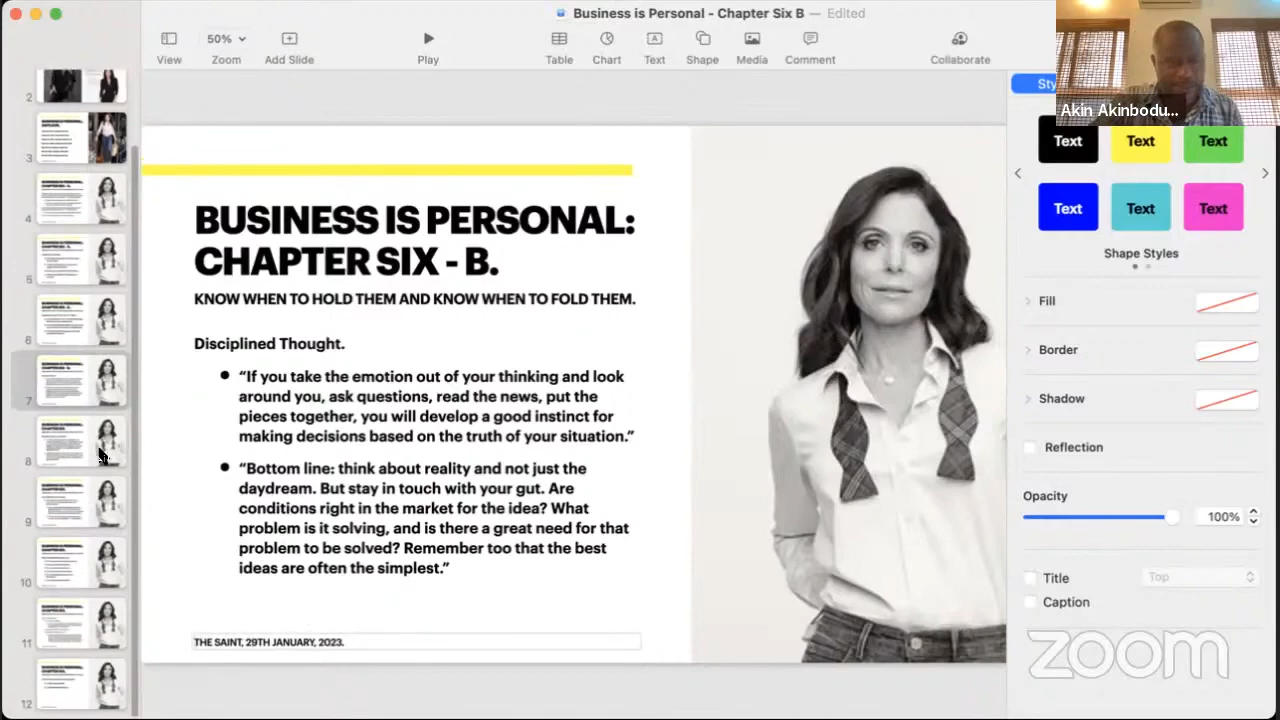 Business is Personal - Chapter Six B — Edited
50%
View
Zoom
Add Slide
Play
Table
Chart
Text
Shape
Media
Comment
Collaborate
Akin Akinbodu...
2
3
4
5
6
7
8
9
10
11
12
BUSINESS IS PERSONAL:
CHAPTER SIX - B.
KNOW WHEN TO HOLD THEM AND KNOW WHEN TO FOLD THEM.
Disciplined Thought.
“If you take the emotion out of your thinking and look
around you, ask questions, read the news, put the
pieces together, you will develop a good instinct for
making decisions based on the truth of your situation.”
“Bottom line: think about reality and not just the
daydream. But stay in touch with your gut. Are
conditions right in the market for the idea? What
problem is it solving, and is there a great need for that
problem to be solved? Remember too that the best
ideas are often the simplest.”
THE SAINT, 29TH JANUARY, 2023.
Sty
Text Text Text
Text Text Text
Shape Styles
Fill
Border
Shadow
Reflection
Opacity
100%
Title
Top
Caption
zoom